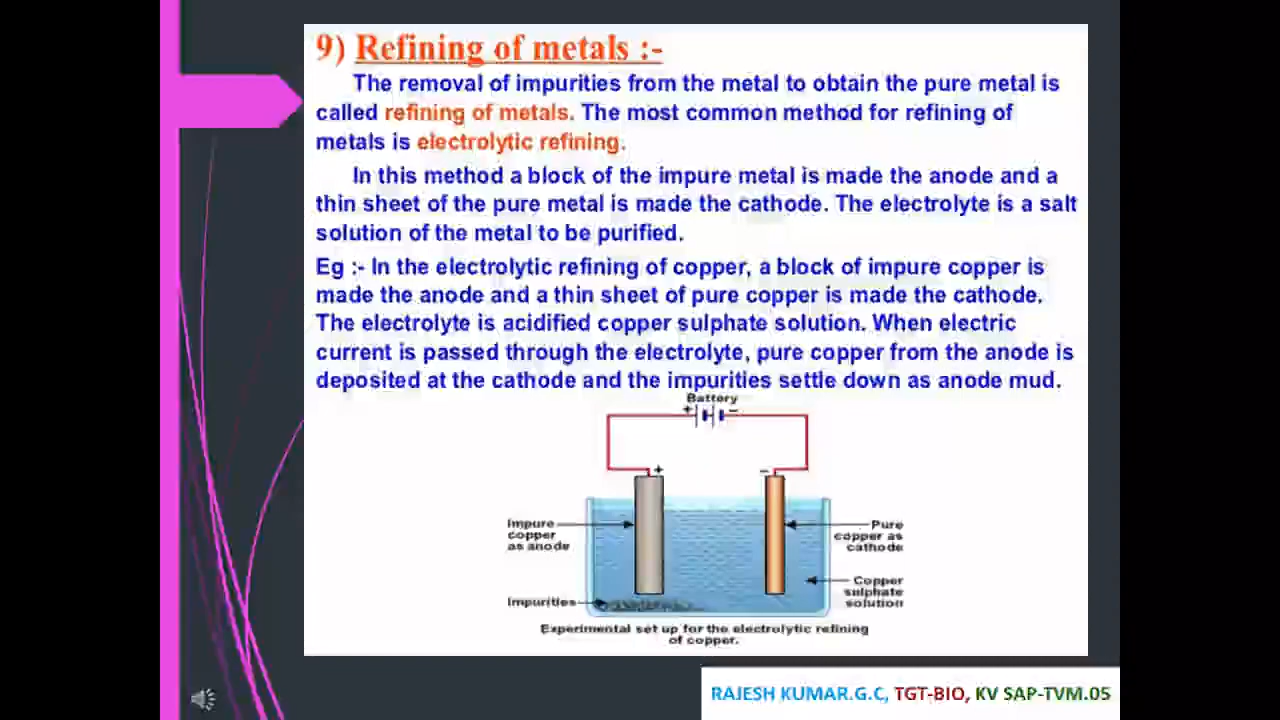 9) Refining of metals :-
The removal of impurities from the metal to obtain the pure metal is
called refining of metals. The most common method for refining of
metals is electrolytic refining.
In this method a block of the impure metal is made the anode and a
thin sheet of the pure metal is made the cathode. The electrolyte is a salt
solution of the metal to be purified.
Eg :- In the electrolytic refining of copper, a block of impure copper is
made the anode and a thin sheet of pure copper is made the cathode.
The electrolyte is acidified copper sulphate solution. When electric
current is passed through the electrolyte, pure copper from the anode is
deposited at the cathode and the impurities settle down as anode mud.
Battery
+ −
+ −
Impure
copper
as anode
Pure
copper as
cathode
Copper
sulphate
solution
Impurities
Experimental set up for the electrolytic refining
of copper.
RAJESH KUMAR.G.C, TGT-BIO, KV SAP-TVM.05